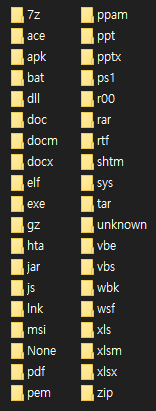 7z
ace
apk
bat
dll
doc
docm
docx
elf
exe
gz
hta
jar
js
lnk
msi
None
pdf
pem
ppam
ppt
pptx
ps1
r00
rar
rtf
shtm
sys
tar
unknown
vbe
vbs
wbk
wsf
xls
xlsm
xlsx
zip